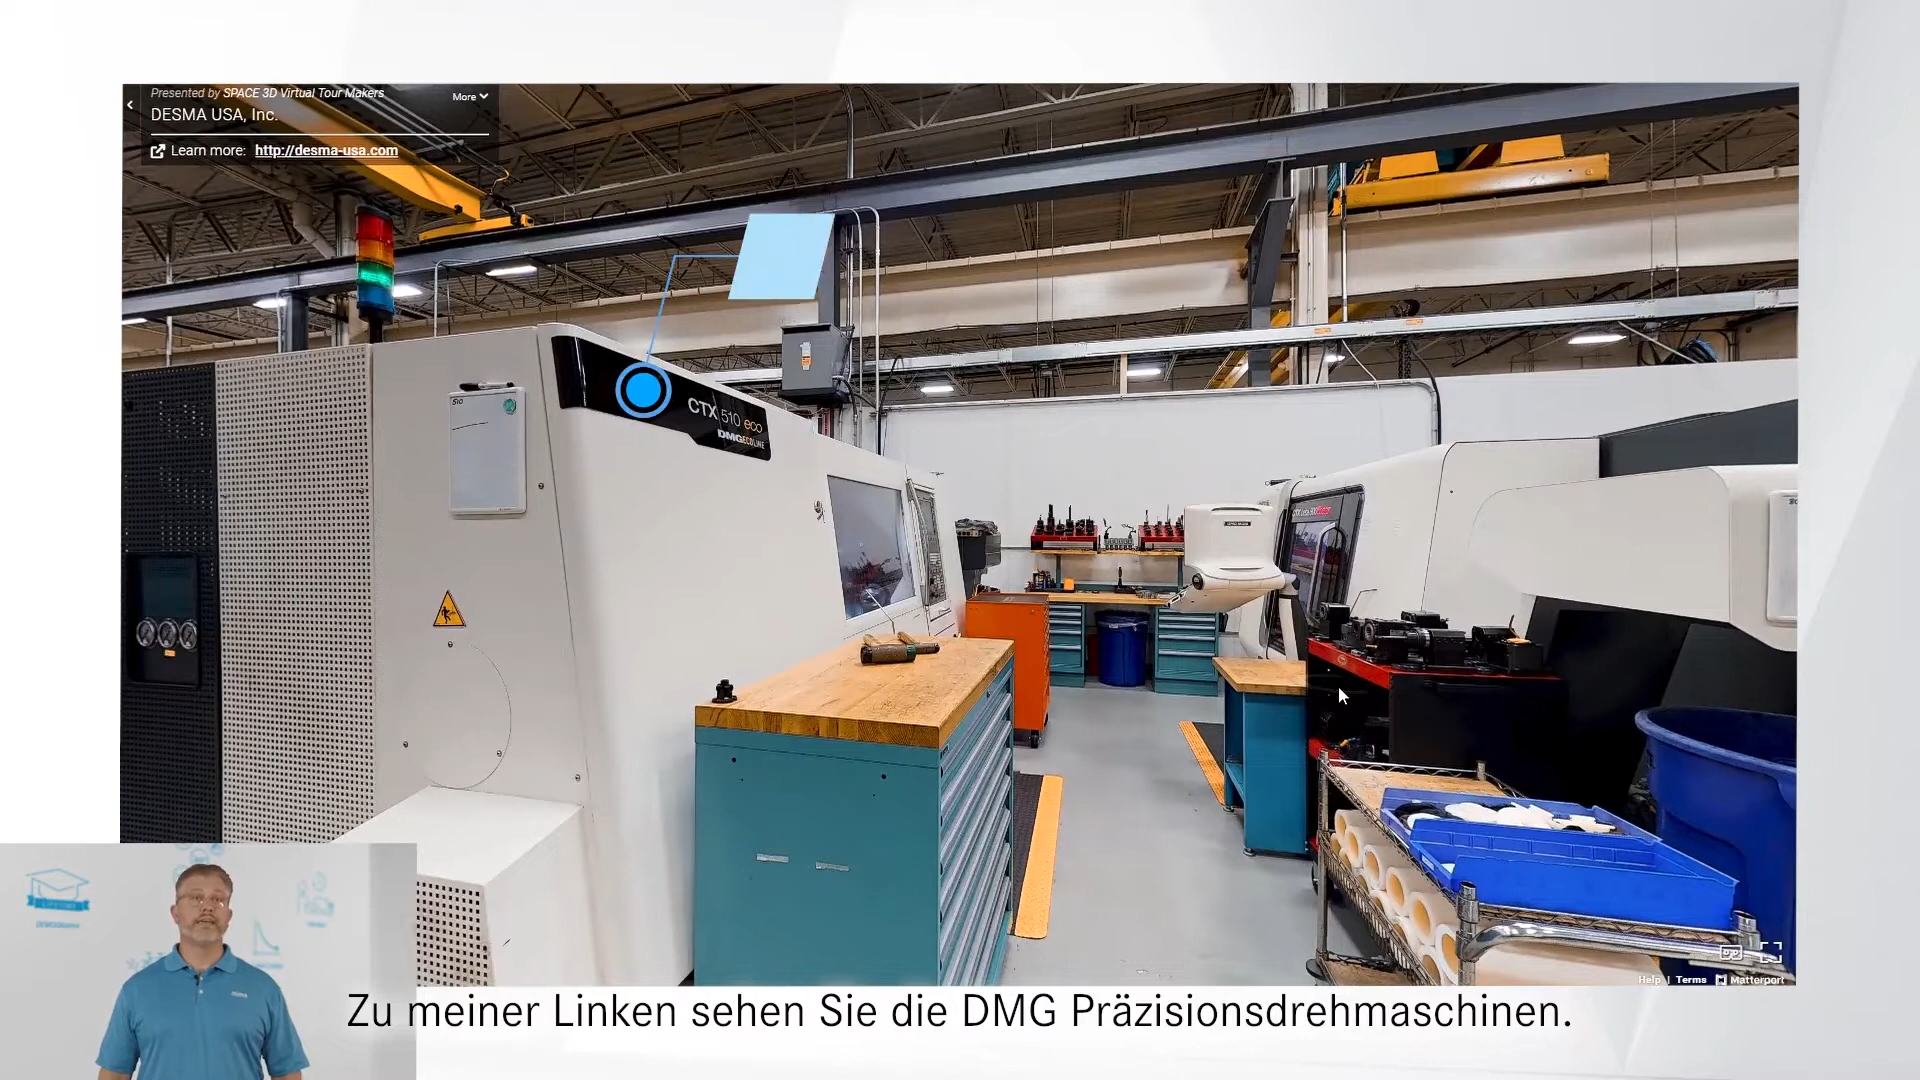 Presented by SPACE 3D Virtual Tour Makers
More
DESMA USA, Inc.
Learn more: http://desma-usa.com
510
CTX 510 eco
DMG ECOLINE
Help | Terms Matterport
Zu meiner Linken sehen Sie die DMG Präzisionsdrehmaschinen.